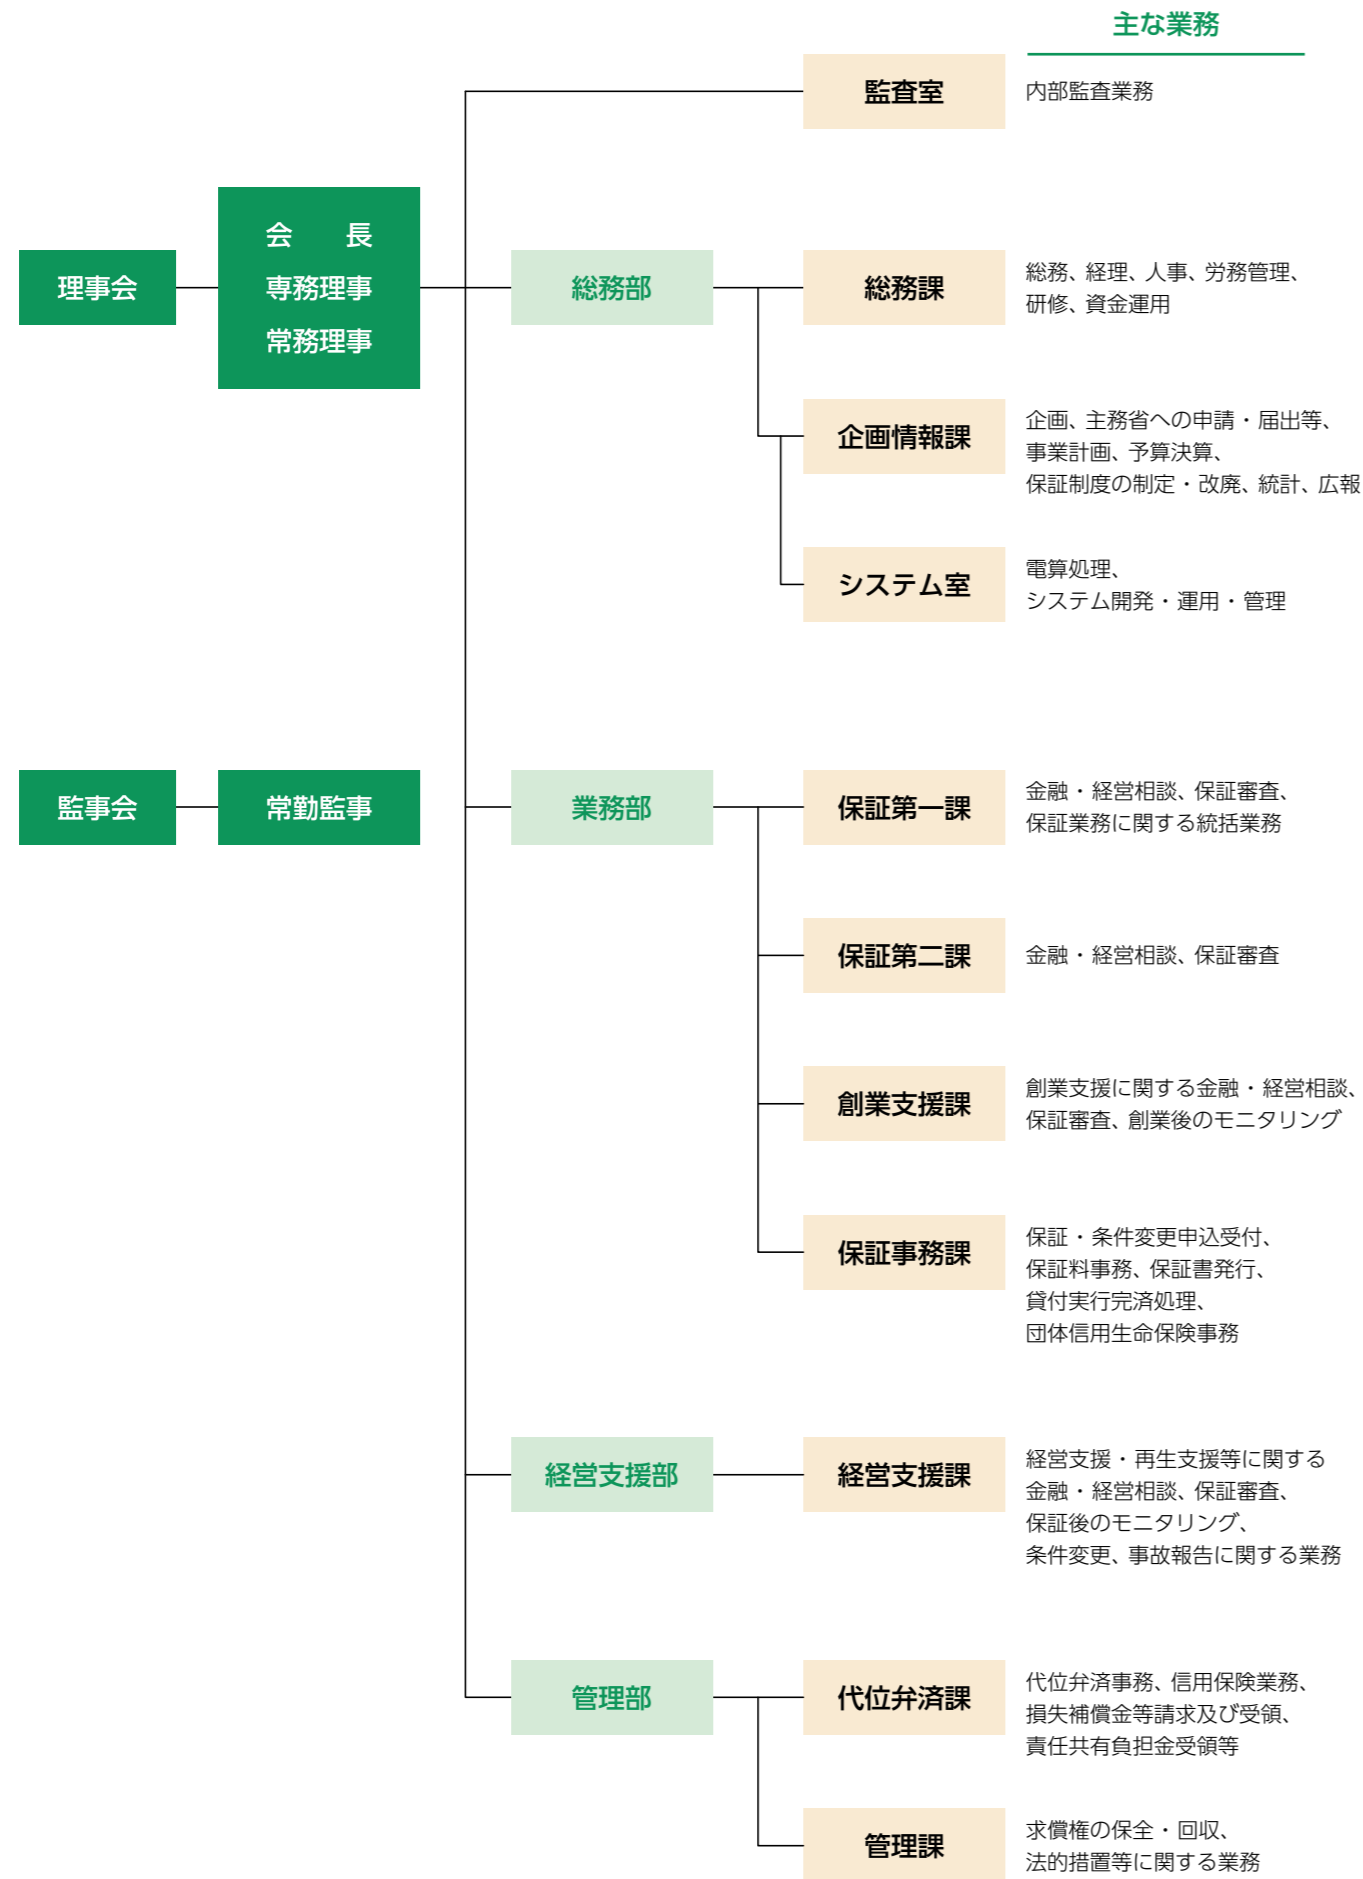 主な業務
監査室
内部監査業務
理事会
会　　長
専務理事
常務理事
総務部
総務課
総務、経理、人事、労務管理、
研修、資金運用
企画情報課
企画、主務省への申請・届出等、
事業計画、予算決算、
保証制度の制定・改廃、統計、広報
システム室
電算処理、
システム開発・運用・管理
監事会
常勤監事
業務部
保証第一課
金融・経営相談、保証審査、
保証業務に関する統括業務
保証第二課
金融・経営相談、保証審査
創業支援課
創業支援に関する金融・経営相談、
保証審査、創業後のモニタリング
保証事務課
保証・条件変更申込受付、
保証料事務、保証書発行、
貸付実行完済処理、
団体信用生命保険事務
経営支援部
経営支援課
経営支援・再生支援等に関する
金融・経営相談、保証審査、
保証後のモニタリング、
条件変更、事故報告に関する業務
管理部
代位弁済課
代位弁済事務、信用保険業務、
損失補償金等請求及び受領、
責任共有負担金受領等
管理課
求償権の保全・回収、
法的措置等に関する業務